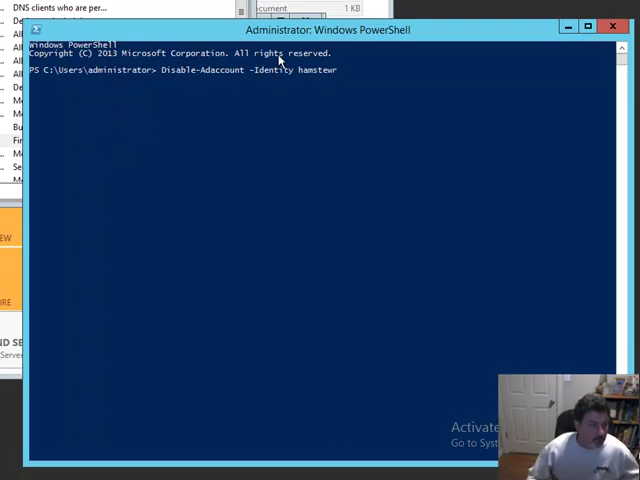 DNS clients who are per...
ocument 1 KB
Administrator: Windows PowerShell
Windows PowerShell
Copyright (C) 2013 Microsoft Corporation. All rights reserved.
PS C:\Users\administrator> Disable-Adaccount -Identity hamstewr
EW
ORE
ND SE
Server
Activate
Go to Syst